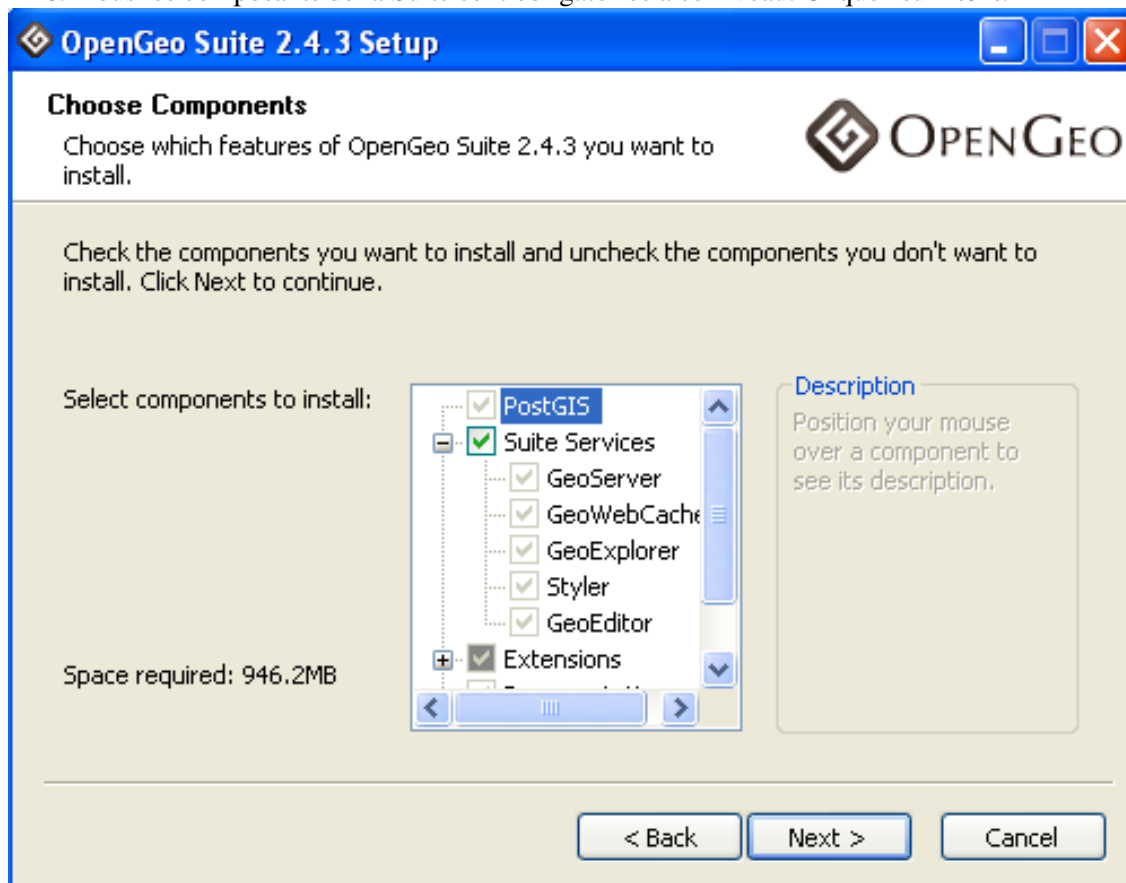 OpenGeo Suite 2.4.3 Setup
Choose Components
Choose which features of OpenGeo Suite 2.4.3 you want to
install.
OPENGEO
Check the components you want to install and uncheck the components you don't want to
install. Click Next to continue.
Select components to install:
PostGIS
Suite Services
GeoServer
GeoWebCache
GeoExplorer
Styler
GeoEditor
Extensions
Description
Position your mouse
over a component to
see its description.
Space required: 946.2MB
< Back
Next >
Cancel